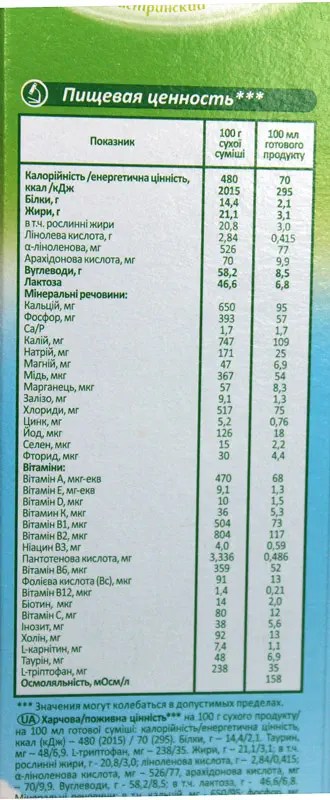 стринский
Пищевая ценность***
Показник 100 г сухої суміші 100 мл готового продукту
Калорійність/енергетична цінність, 480 70
ккал /кДж 2015 295
Білки, г 14,4 2,1
Жири, г 21,1 3,1
в т.ч. рослинні жири 20,8 3,0
Лінолева кислота, г 2,84 0,415
α-ліноленова, мг 526 77
Арахідонова кислота, мг 70 9,9
Вуглеводи, г 58,2 8,5
Лактоза 46,6 6,8
Мінеральні речовини:
Кальцій, мг 650 95
Фосфор, мг 393 57
Ca/P 1,7 1,7
Калій, мг 747 109
Натрій, мг 171 25
Магній, мг 47 6,9
Мідь, мкг 367 54
Марганець, мкг 57 8,3
Залізо, мг 9,1 1,3
Хлориди, мг 517 75
Цинк, мг 5,2 0,76
Йод, мкг 126 18
Селен, мкг 15 2,2
Фторид, мкг 30 4,4
Вітаміни:
Вітамін А, мкг-екв 470 68
Вітамін Е, мг-екв 9,1 1,3
Вітамін D, мкг 10 1,5
Витамин К, мкг 36 5,3
Вітамін В1, мкг 504 73
Вітамін В2, мкг 804 117
Ніацин В3, мг 4,0 0,59
Пантотенова кислота, мг 3,336 0,486
Вітамін В6, мкг 359 52
Фолієва кислота (Вс), мкг 91 13
Вітамін В12, мкг 1,4 0,21
Біотин, мкг 14 2,0
Вітамін С, мг 80 12
Інозит, мг 38 5,6
Холін, мг 92 13
L-карнітин, мг 7,4 1,1
Таурін, мг 48 6,9
L-тріптофан, мг 238 35
Осмоляльність, мОсм/л 158
*** Значения могут колебаться в допустимых пределах.
UA Харчова/поживна цінність*** на 100 г сухого продукту/
на 100 мл готової суміші: калорійність/енергетична цінність,
ккал (кДж) – 480 (2015) / 70 (295). Білки, г – 14,4/2,1. Таурин,
мг – 48/6,9. L-триптофан, мг – 238/35. Жири, г – 21,1/3,1: в т.ч.
рослинні жири, г – 20,8/3,0; лінолева кислота, г – 2,84/0,415;
α-ліноленова кислота, мг – 526/77, арахідонова кислота, мг
– 70/9,9. Вуглеводи, г – 58,2/8,5: в т.ч. лактоза, г – 46,6/6,8.